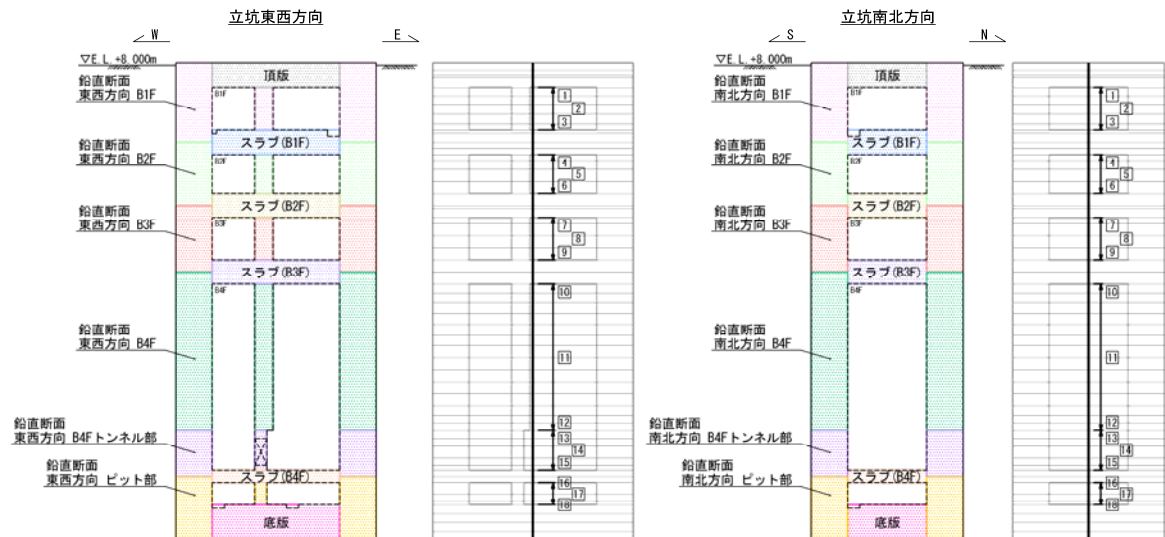 立坑東西方向
W
E
▽E.L.+8.000m
頂版
鉛直断面
東西方向 B1F
B1F
スラブ(B1F)
鉛直断面
東西方向 B2F
B2F
スラブ(B2F)
鉛直断面
東西方向 B3F
B3F
スラブ(B3F)
B4F
鉛直断面
東西方向 B4F
鉛直断面
東西方向 B4Fトンネル部
鉛直断面
東西方向 ピット部
スラブ(B4F)
底版
1
2
3
4
5
6
7
8
9
10
11
12
13
14
15
16
17
18
立坑南北方向
S
N
▽E.L.+8.000m
頂版
鉛直断面
南北方向 B1F
B1F
スラブ(B1F)
鉛直断面
南北方向 B2F
B2F
スラブ(B2F)
鉛直断面
南北方向 B3F
B3F
スラブ(B3F)
B4F
鉛直断面
南北方向 B4F
鉛直断面
南北方向 B4Fトンネル部
鉛直断面
南北方向 ピット部
スラブ(B4F)
底版
1
2
3
4
5
6
7
8
9
10
11
12
13
14
15
16
17
18